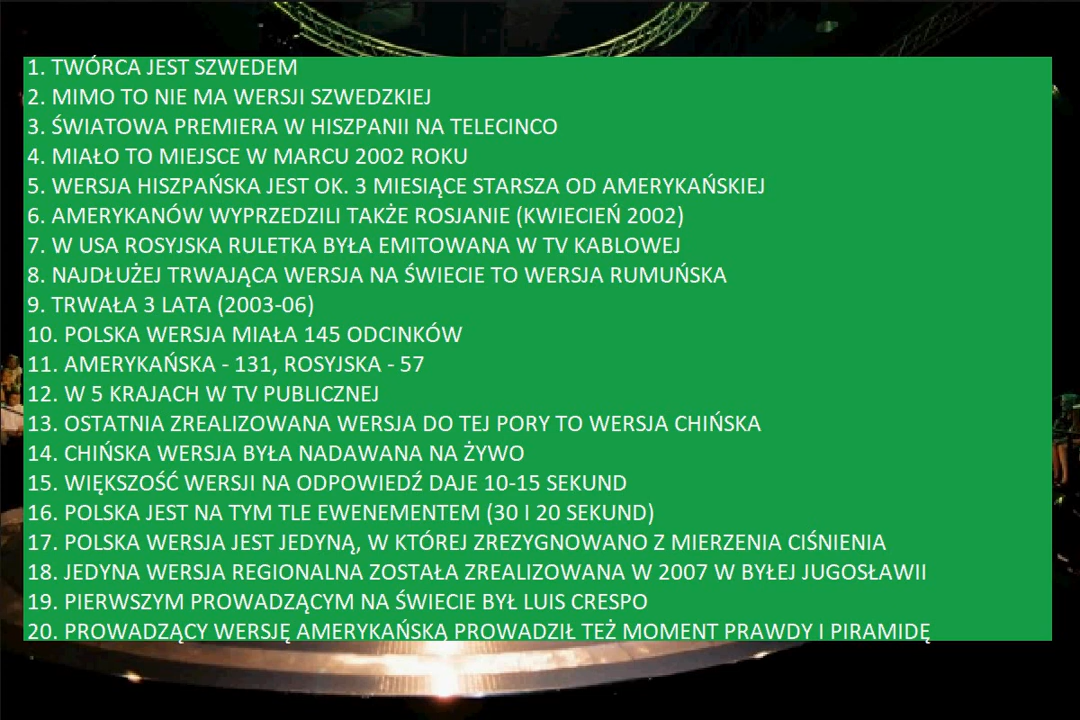 1. TWÓRCA JEST SZWEDEM
2. MIMO TO NIE MA WERSJI SZWEDZKIEJ
3. ŚWIATOWA PREMIERA W HISZPANII NA TELECINCO
4. MIAŁO TO MIEJSCE W MARCU 2002 ROKU
5. WERSJA HISZPAŃSKA JEST OK. 3 MIESIĄCE STARSZA OD AMERYKAŃSKIEJ
6. AMERYKANÓW WYPRZEDZILI TAKŻE ROSJANIE (KWIECIEŃ 2002)
7. W USA ROSYJSKA RULETKA BYŁA EMITOWANA W TV KABLOWEJ
8. NAJDŁUŻEJ TRWAJĄCA WERSJA NA ŚWIECIE TO WERSJA RUMUŃSKA
9. TRWAŁA 3 LATA (2003-06)
10. POLSKA WERSJA MIAŁA 145 ODCINKÓW
11. AMERYKAŃSKA - 131, ROSYJSKA - 57
12. W 5 KRAJACH W TV PUBLICZNEJ
13. OSTATNIA ZREALIZOWANA WERSJA DO TEJ PORY TO WERSJA CHIŃSKA
14. CHIŃSKA WERSJA BYŁA NADAWANA NA ŻYWO
15. WIĘKSZOŚĆ WERSJI NA ODPOWIEDŹ DAJE 10-15 SEKUND
16. POLSKA JEST NA TYM TLE EWENEMENTEM (30 I 20 SEKUND)
17. POLSKA WERSJA JEST JEDYNĄ, W KTÓREJ ZREZYGNOWANO Z MIERZENIA CIŚNIENIA
18. JEDYNA WERSJA REGIONALNA ZOSTAŁA ZREALIZOWANA W 2007 W BYŁEJ JUGOSŁAWII
19. PIERWSZYM PROWADZĄCYM NA ŚWIECIE BYŁ LUIS CRESPO
20. PROWADZĄCY WERSJĘ AMERYKAŃSKĄ PROWADZIŁ TEŻ MOMENT PRAWDY I PIRAMIDĘ